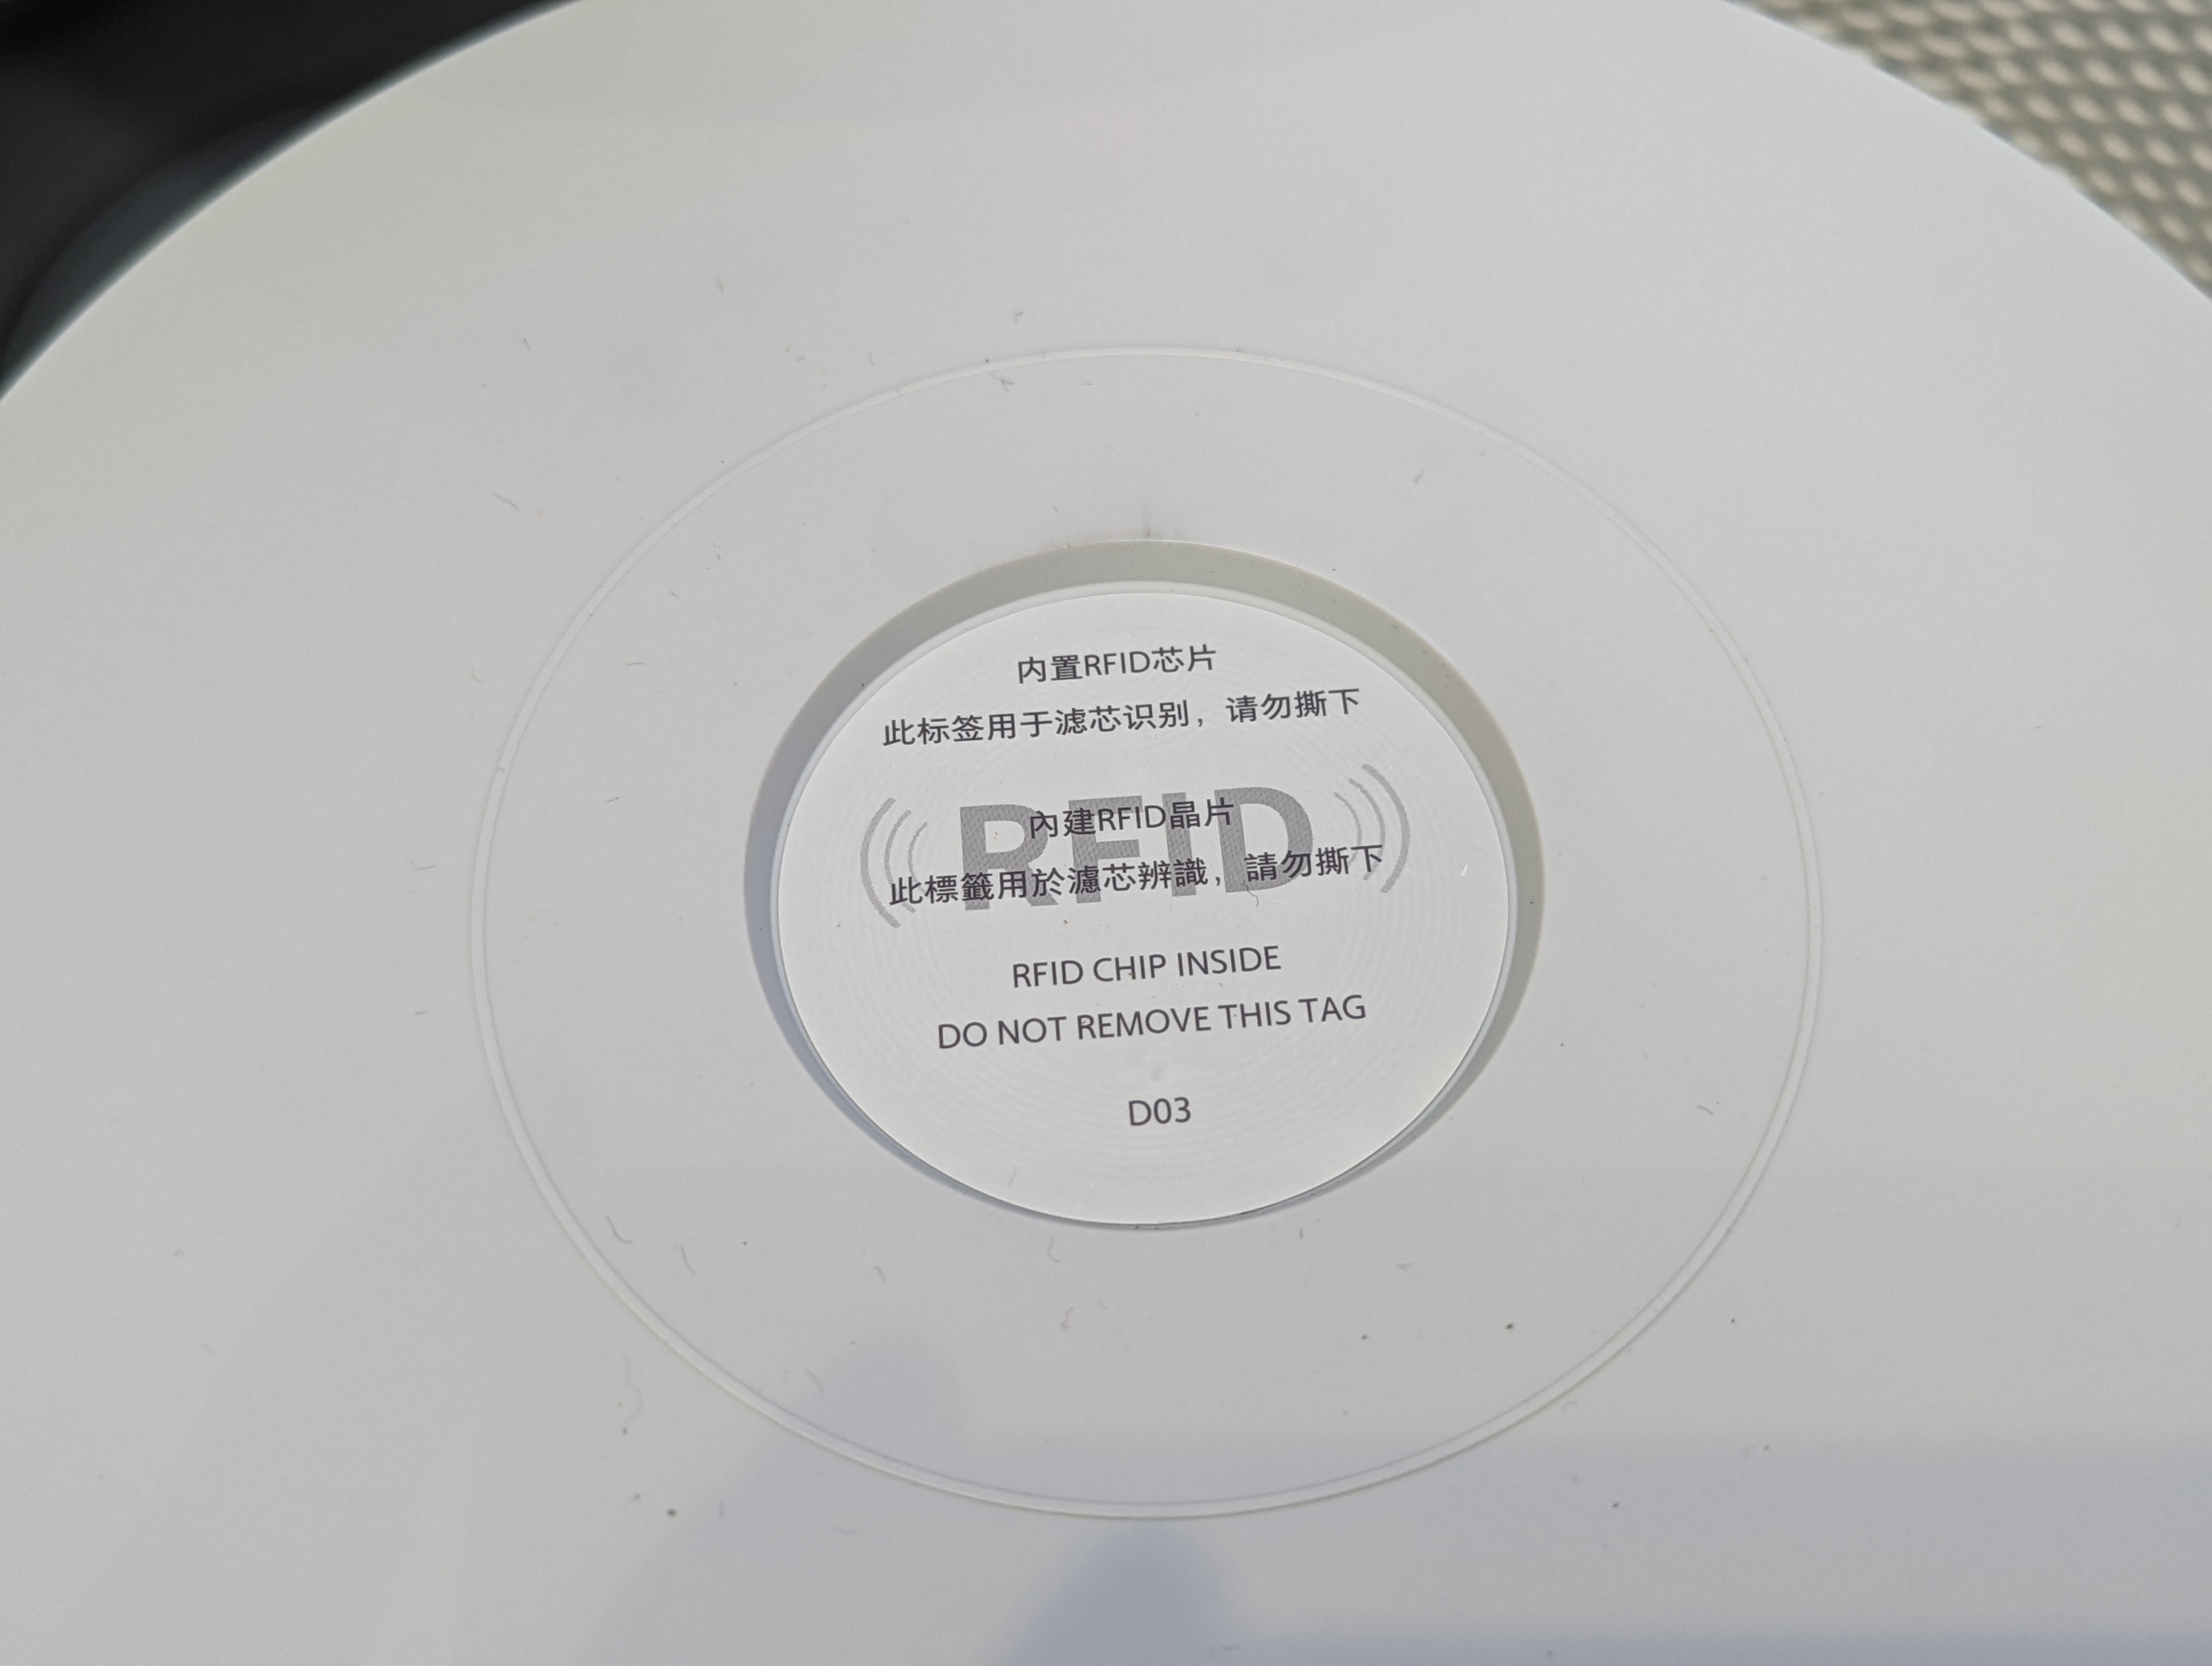 内置RFID芯片
此标签用于滤芯识别，请勿撕下
RFID
內建RFID晶片
此標籤用於濾芯辨識，請勿撕下
RFID CHIP INSIDE
DO NOT REMOVE THIS TAG
D03